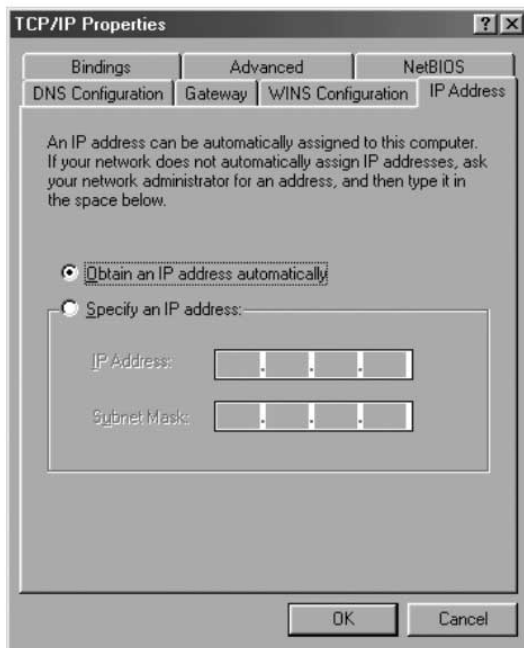 TCP/IP Properties
? X
Bindings Advanced NetBIOS
DNS Configuration Gateway WINS Configuration IP Address
An IP address can be automatically assigned to this computer.
If your network does not automatically assign IP addresses, ask
your network administrator for an address, and then type it in
the space below.
Obtain an IP address automatically
Specify an IP address:
IP Address:
. . .
Subnet Mask:
. . .
OK Cancel